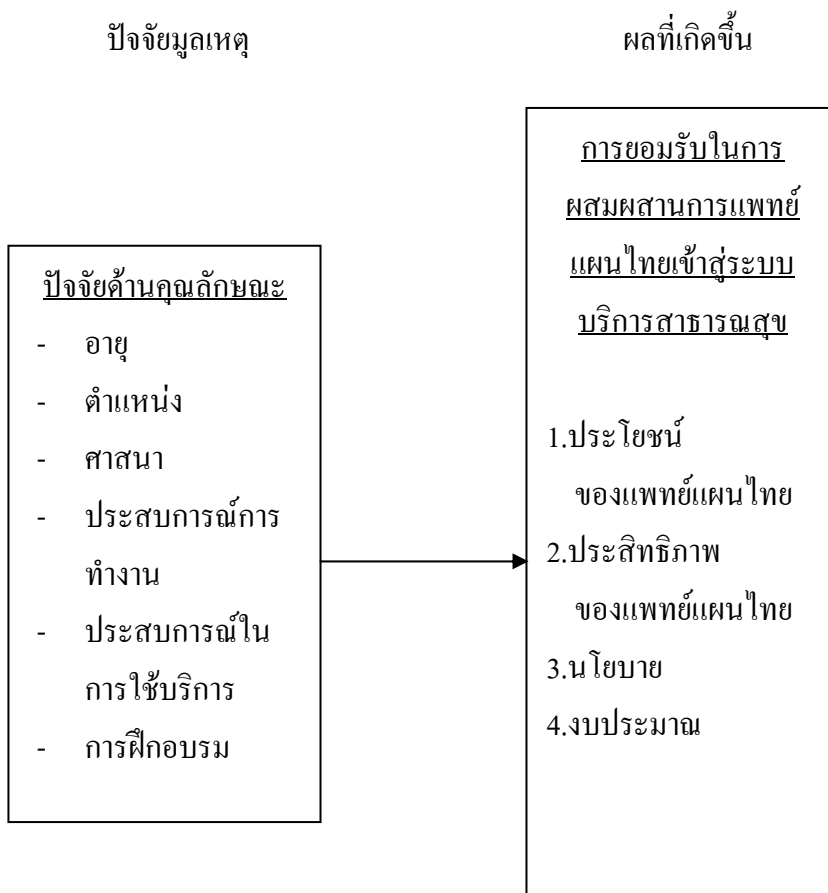 ปัจจัยมูลเหตุ
ผลที่เกิดขึ้น
ปัจจัยด้านคุณลักษณะ
- อายุ
- ตำแหน่ง
- ศาสนา
- ประสบการณ์การ
ทำงาน
- ประสบการณ์ใน
การใช้บริการ
- การฝึกอบรม
การยอมรับในการ
ผสมผสานการแพทย์
แผนไทยเข้าสู่ระบบ
บริการสาธารณสุข
1.ประโยชน์
ของแพทย์แผนไทย
2.ประสิทธิภาพ
ของแพทย์แผนไทย
3.นโยบาย
4.งบประมาณ